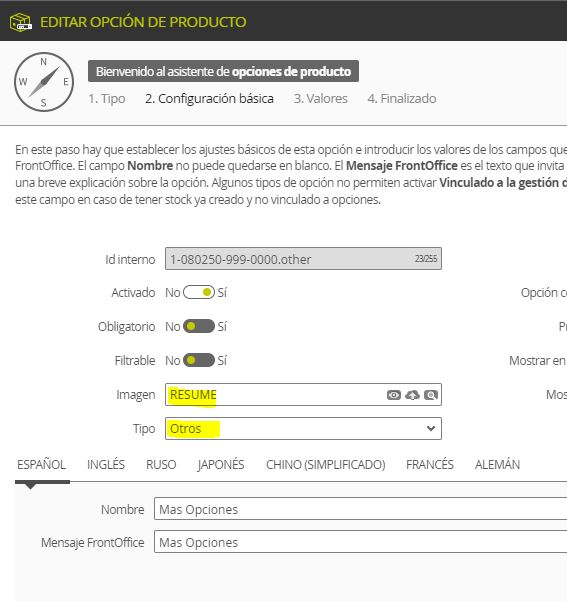 EDITAR OPCIÓN DE PRODUCTO
N
W E
S
Bienvenido al asistente de opciones de producto
1. Tipo 2. Configuración básica 3. Valores 4. Finalizado
En este paso hay que establecer los ajustes básicos de esta opción e introducir los valores de los campos que
FrontOffice. El campo Nombre no puede quedarse en blanco. El Mensaje FrontOffice es el texto que invita
una breve explicación sobre la opción. Algunos tipos de opción no permiten activar Vinculado a la gestión d
este campo en caso de tener stock ya creado y no vinculado a opciones.
Id interno 1-080250-999-0000.other 23/255
Activado No Sí Opción c
Obligatorio No Sí P
Filtrable No Sí Mostrar en
Imagen RESUME Mos
Tipo Otros
ESPAÑOL INGLÉS RUSO JAPONÉS CHINO (SIMPLIFICADO) FRANCÉS ALEMÁN
Nombre Mas Opciones
Mensaje FrontOffice Mas Opciones